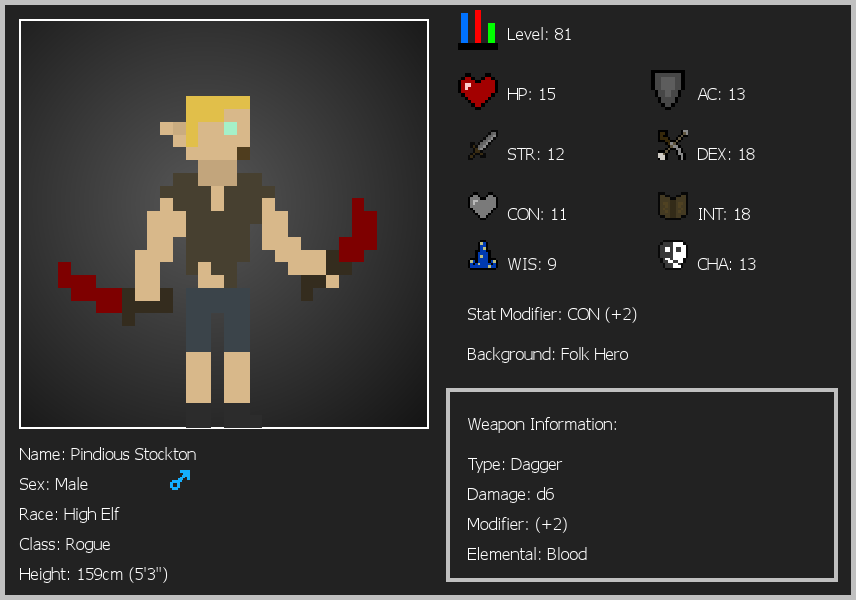 Level: 81
HP: 15
AC: 13
STR: 12
DEX: 18
CON: 11
INT: 18
WIS: 9
CHA: 13
Stat Modifier: CON (+2)
Background: Folk Hero
Weapon Information:
Type: Dagger
Damage: d6
Modifier: (+2)
Elemental: Blood
Name: Pindious Stockton
Sex: Male
Race: High Elf
Class: Rogue
Height: 159cm (5'3")